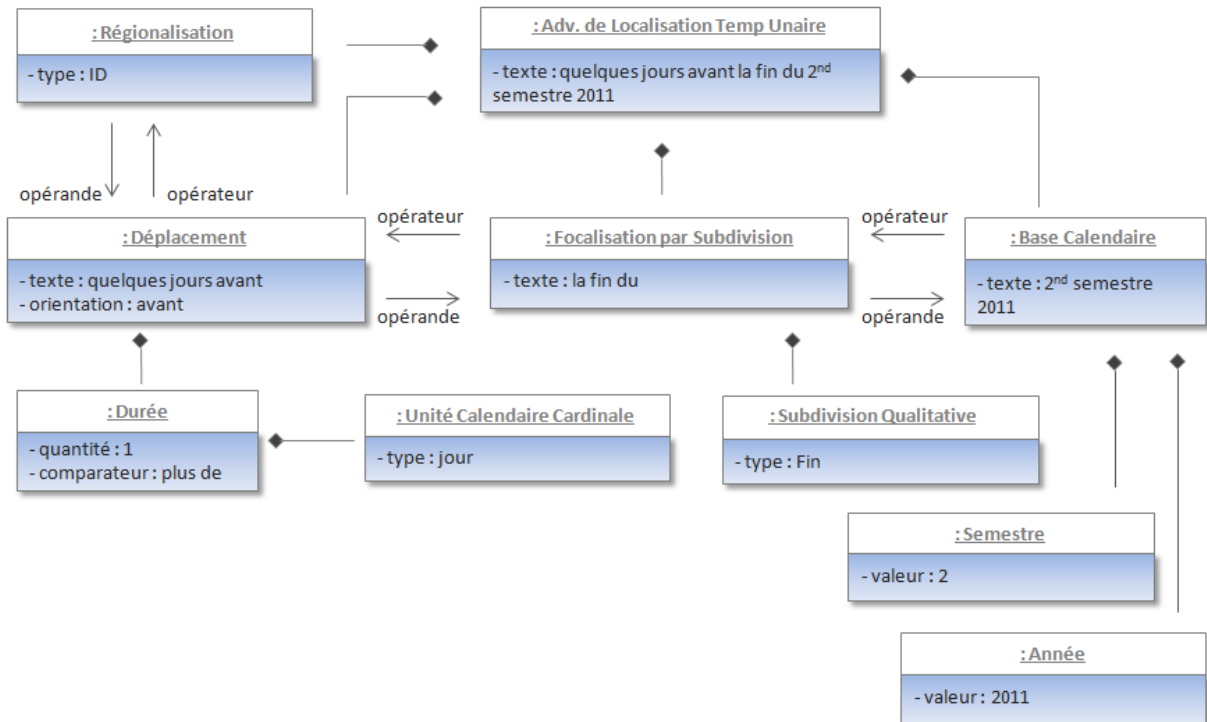 : Régionalisation
- type : ID
: Adv. de Localisation Temp Unaire
- texte : quelques jours avant la fin du 2nd
semestre 2011
opérande
opérateur
: Déplacement
- texte : quelques jours avant
- orientation : avant
opérateur
opérande
: Focalisation par Subdivision
- texte : la fin du
opérateur
opérande
: Base Calendaire
- texte : 2nd semestre
2011
: Durée
- quantité : 1
- comparateur : plus de
: Unité Calendaire Cardinale
- type : jour
: Subdivision Qualitative
- type : Fin
: Semestre
- valeur : 2
: Année
- valeur : 2011